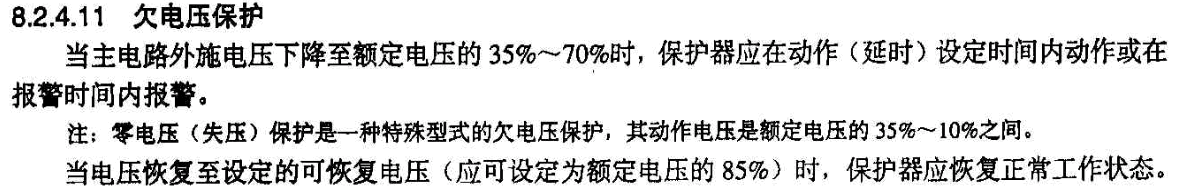 8.2.4.11 欠电压保护
当主电路外施电压下降至额定电压的 35%～70%时，保护器应在动作（延时）设定时间内动作或在
报警时间内报警。
注：零电压（失压）保护是一种特殊型式的欠电压保护，其动作电压是额定电压的 35%～10%之间。
当电压恢复至设定的可恢复电压（应可设定为额定电压的 85%）时，保护器应恢复正常工作状态。